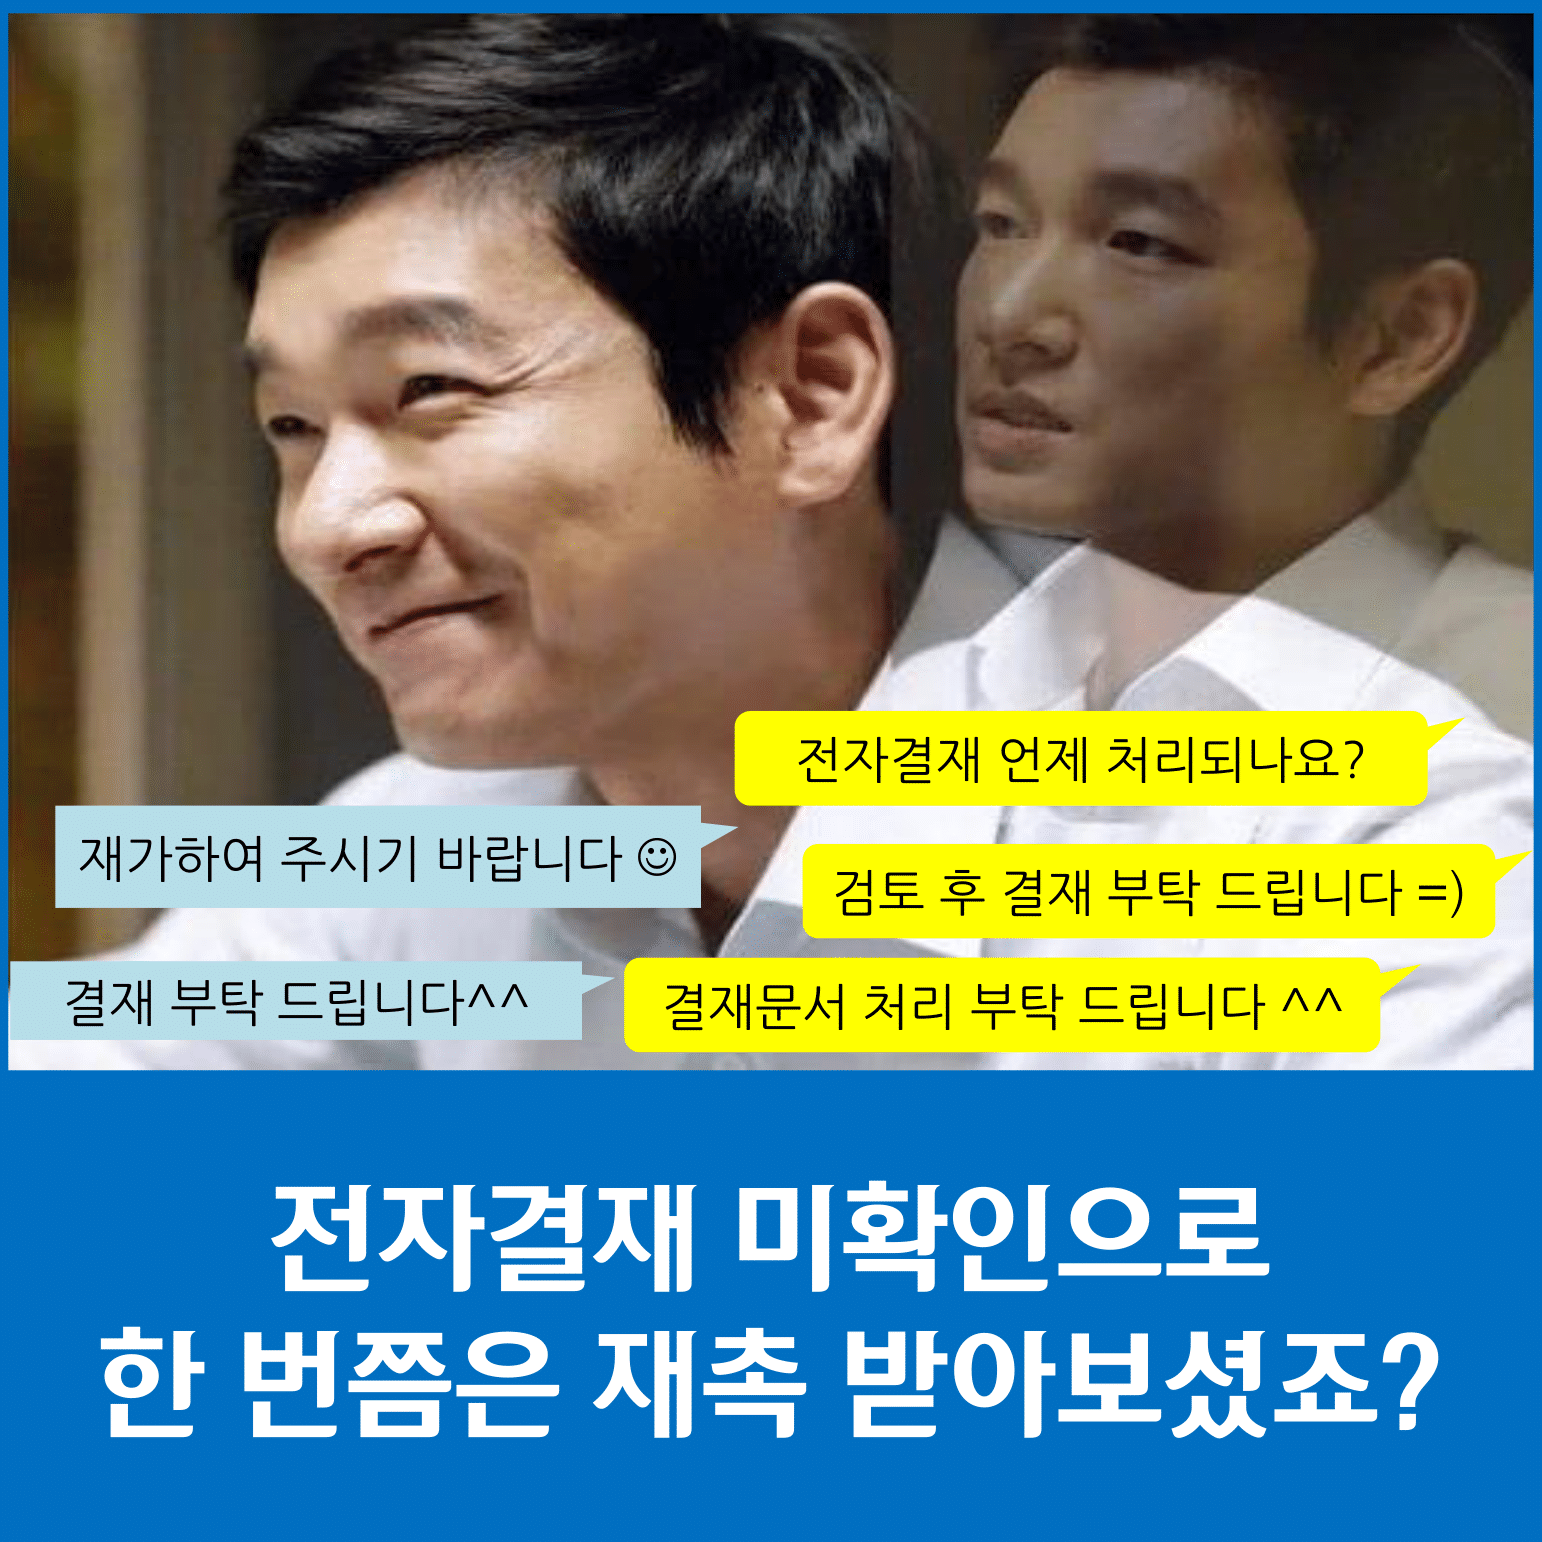 전자결재 언제 처리되나요?
재가하여 주시기 바랍니다 ☺
검토 후 결재 부탁 드립니다 =)
결재 부탁 드립니다^^
결재문서 처리 부탁 드립니다 ^^
전자결재 미확인으로
한 번쯤은 재촉 받아보셨죠?